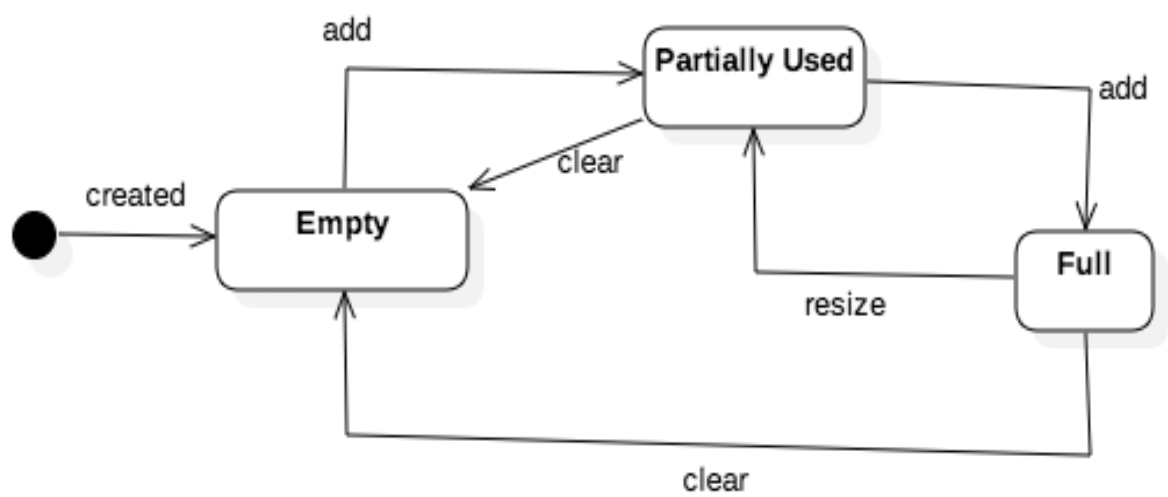 add
Partially Used
add
clear
created
Empty
Full
resize
clear